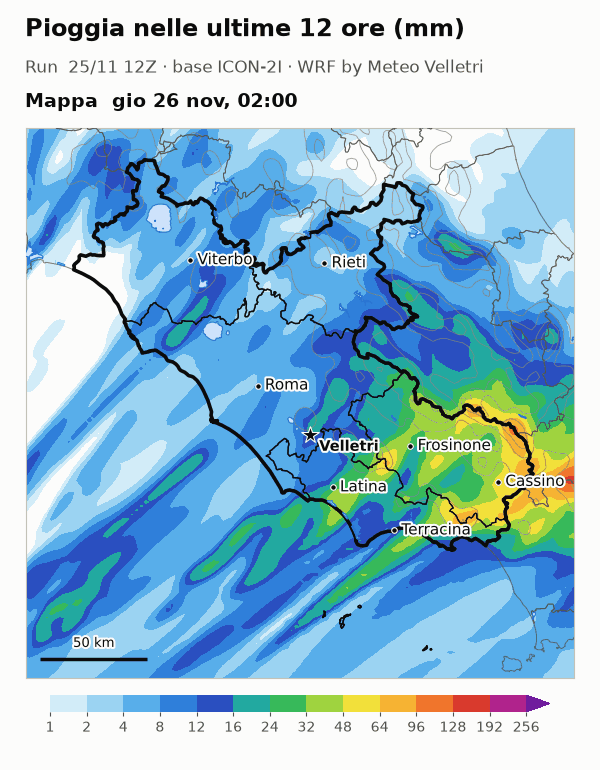 Pioggia nelle ultime 12 ore (mm)
Run  25/11 12Z · base ICON-2I · WRF by Meteo Velletri
Mappa  gio 26 nov, 02:00
Viterbo
Rieti
Roma
Velletri
Frosinone
Cassino
Latina
Terracina
50 km
1 2 4 8 12 16 24 32 48 64 96 128 192 256